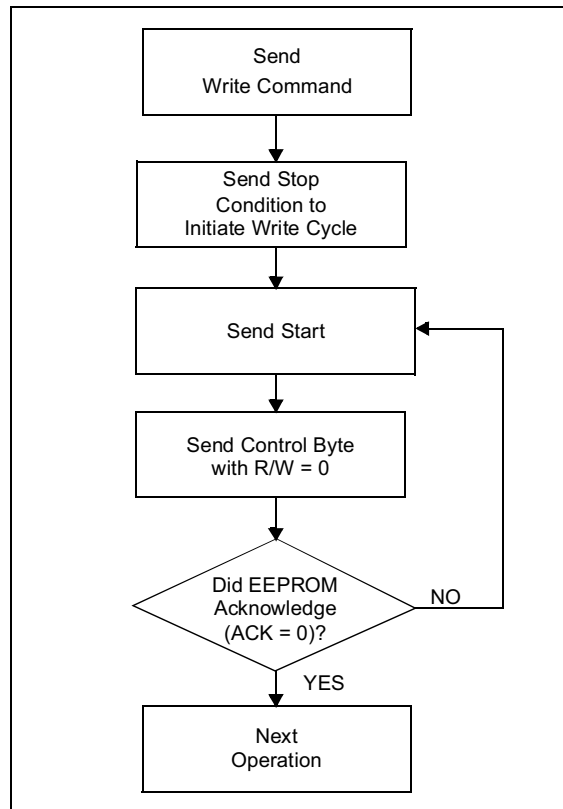 Send
Write Command
Send Stop
Condition to
Initiate Write Cycle
Send Start
Send Control Byte
with R/W = 0
Did EEPROM
Acknowledge
(ACK = 0)?
NO
YES
Next
Operation